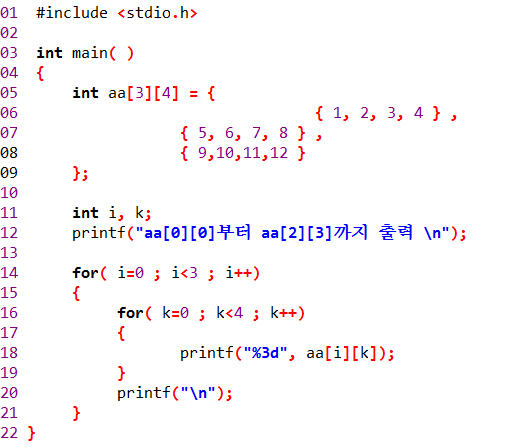 01 #include <stdio.h>
02
03 int main( )
04 {
05 int aa[3][4] = {
06 { 1, 2, 3, 4 } ,
07 { 5, 6, 7, 8 } ,
08 { 9,10,11,12 }
09 };
10
11 int i, k;
12 printf("aa[0][0]부터 aa[2][3]까지 출력 \n");
13
14 for( i=0 ; i<3 ; i++)
15 {
16 for( k=0 ; k<4 ; k++)
17 {
18 printf("%3d", aa[i][k]);
19 }
20 printf("\n");
21 }
22 }